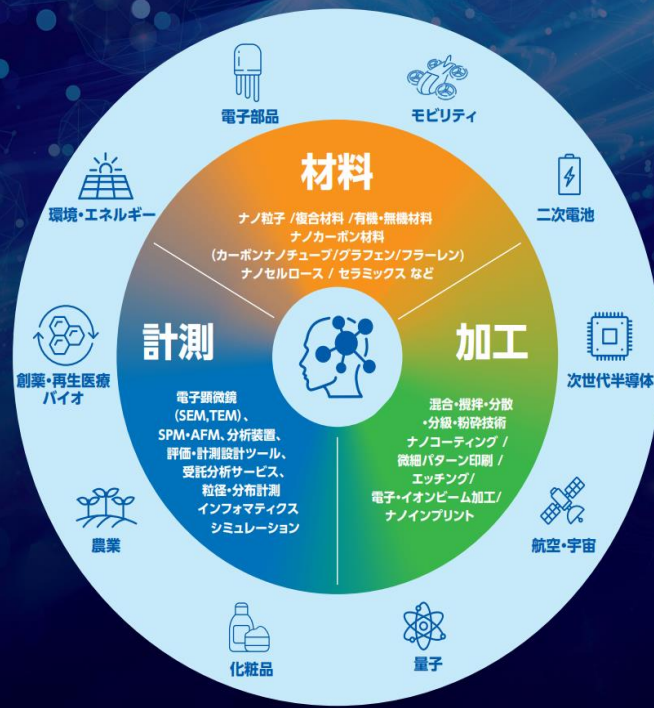 電子部品
モビリティ
環境・エネルギー
二次電池
材料
ナノ粒子 /複合材料 /有機・無機材料
ナノカーボン材料
(カーボンナノチューブ/グラフェン/フラーレン)
ナノセルロース / セラミックス など
計測
電子顕微鏡
(SEM,TEM)、
SPM・AFM、分析装置、
評価・計測設計ツール、
受託分析サービス、
粒径・分布計測
インフォマティクス
シミュレーション
加工
混合・攪拌・分散
・分級・粉砕技術
ナノコーティング /
微細パターン印刷 /
エッチング/
電子・イオンビーム加工/
ナノインプリント
創薬・再生医療
バイオ
次世代半導体
農業
航空・宇宙
化粧品
量子